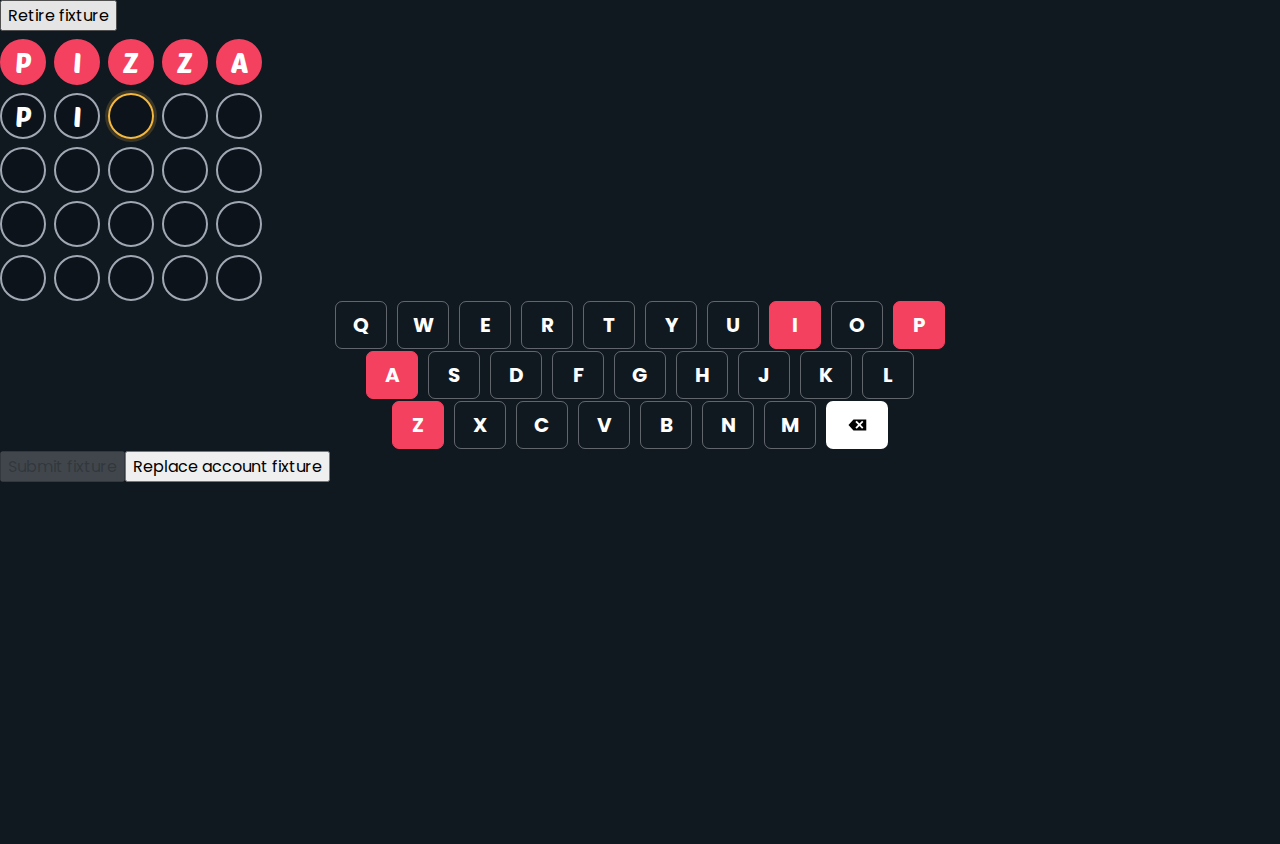 Retire fixture
P I Z Z A
P I
Q W E R T Y U I O P
A S D F G H J K L
Z X C V B N M
Submit fixture Replace account fixture